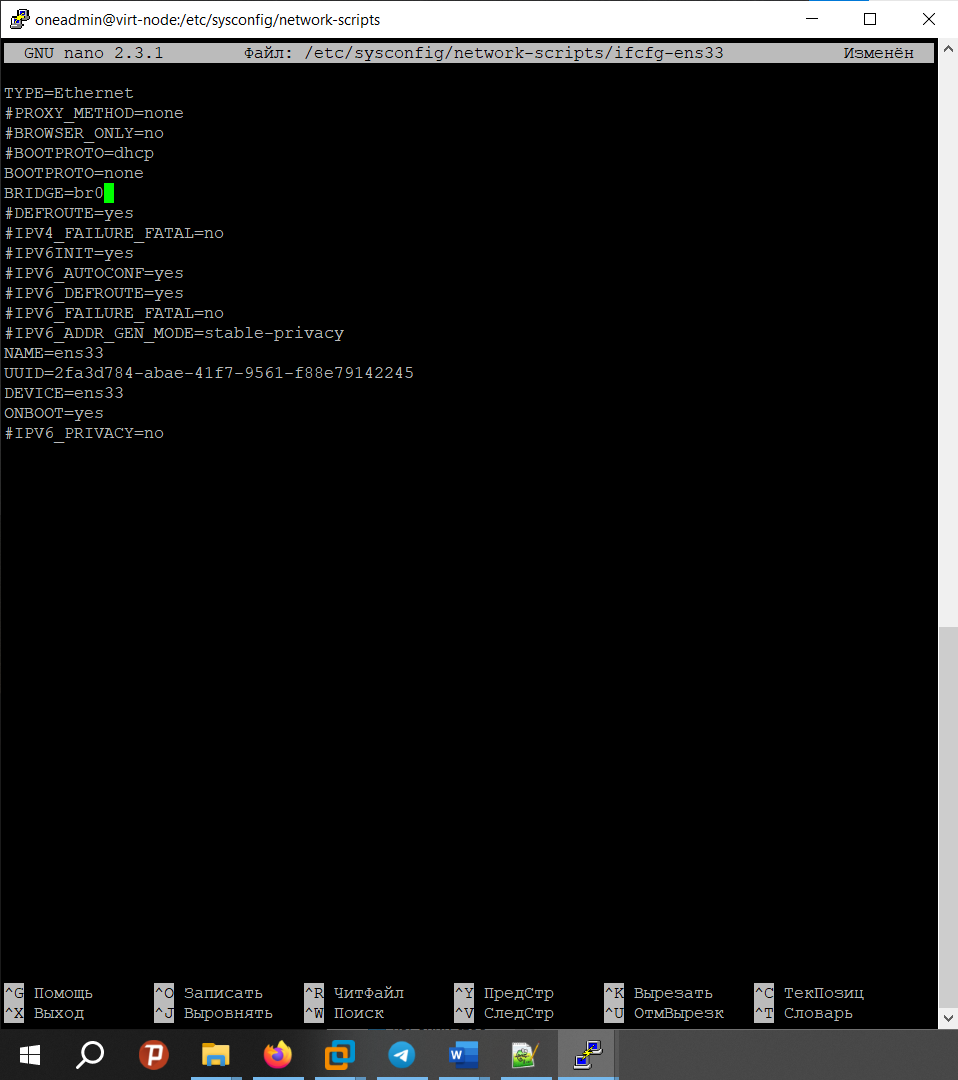 oneadmin@virt-node:/etc/sysconfig/network-scripts
GNU nano 2.3.1 Файл: /etc/sysconfig/network-scripts/ifcfg-ens33 Изменён
TYPE=Ethernet
#PROXY_METHOD=none
#BROWSER_ONLY=no
#BOOTPROTO=dhcp
BOOTPROTO=none
BRIDGE=br0
#DEFROUTE=yes
#IPV4_FAILURE_FATAL=no
#IPV6INIT=yes
#IPV6_AUTOCONF=yes
#IPV6_DEFROUTE=yes
#IPV6_FAILURE_FATAL=no
#IPV6_ADDR_GEN_MODE=stable-privacy
NAME=ens33
UUID=2fa3d784-abae-41f7-9561-f88e79142245
DEVICE=ens33
ONBOOT=yes
#IPV6_PRIVACY=no
^G Помощь ^O Записать ^R ЧитФайл ^Y ПредСтр ^K Вырезать ^C ТекПозиц
^X Выход ^J Выровнять ^W Поиск ^V СледСтр ^U ОтмВырезк ^T Словарь